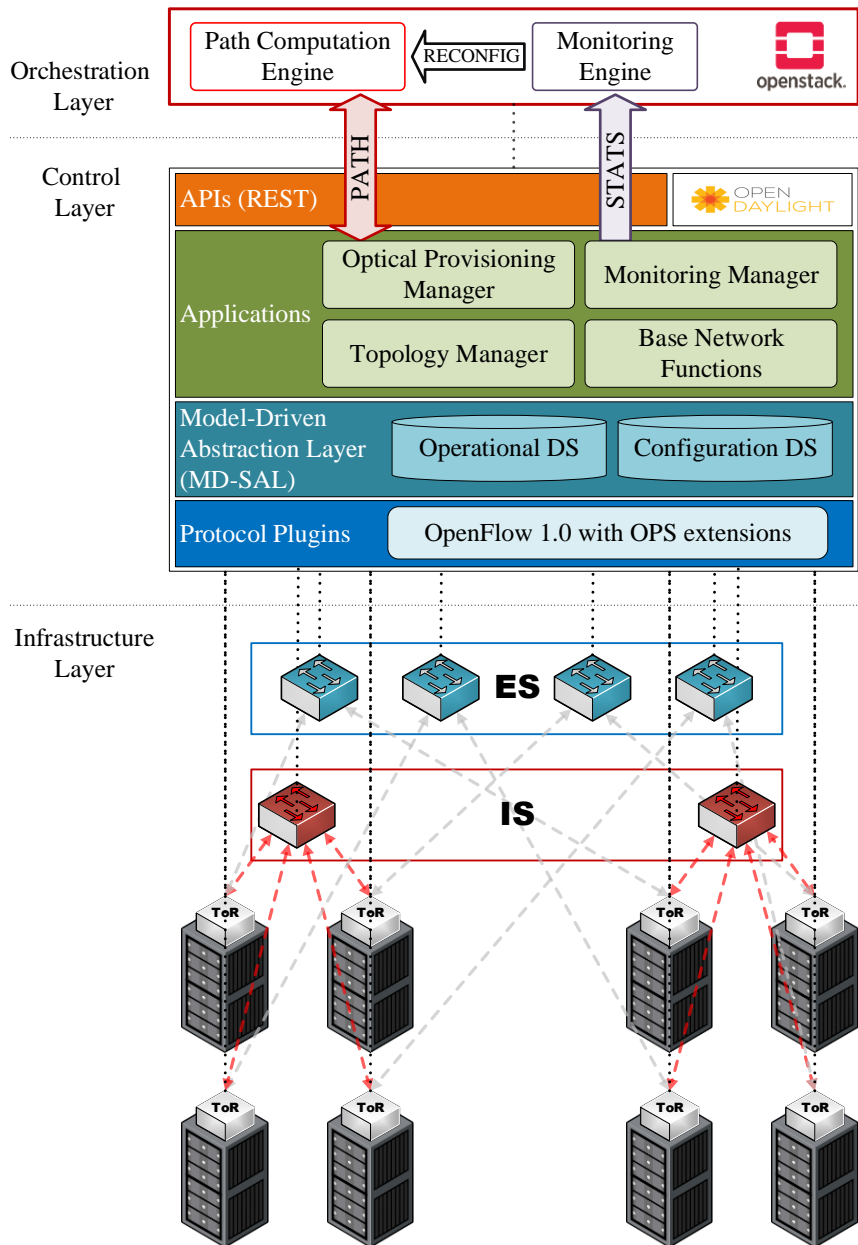 Orchestration
Layer
Path Computation
Engine
RECONFIG
Monitoring
Engine
openstack.
PATH
STATS
Control
Layer
APIs (REST)
OPEN
DAYLIGHT
Applications
Optical Provisioning
Manager
Monitoring Manager
Topology Manager
Base Network
Functions
Model-Driven
Abstraction Layer
(MD-SAL)
Operational DS
Configuration DS
Protocol Plugins
OpenFlow 1.0 with OPS extensions
Infrastructure
Layer
ES
IS
ToR
ToR
ToR
ToR
ToR
ToR
ToR
ToR